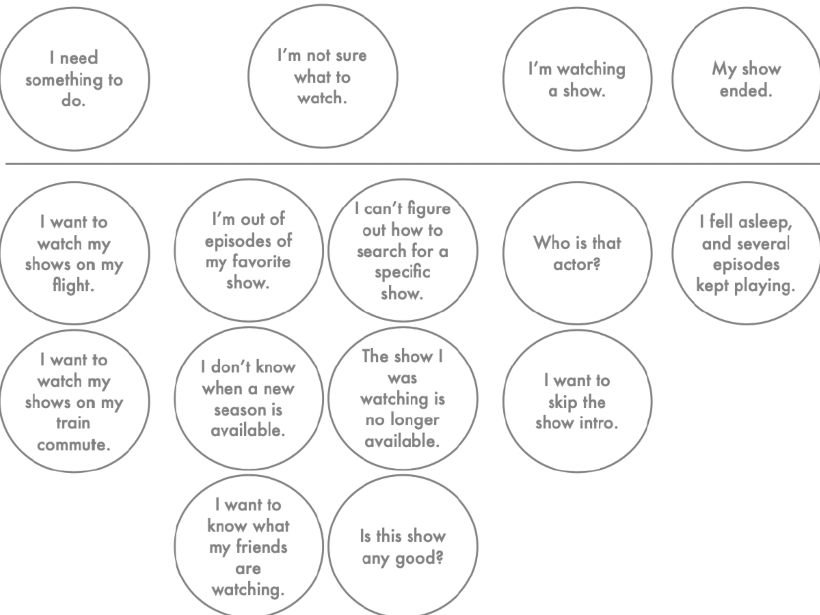 I need
something to
do.
I'm not sure
what to
watch.
I'm watching
a show.
My show
ended.
I want to
watch my
shows on my
flight.
I'm out of
episodes of
my favorite
show.
I can't figure
out how to
search for a
specific
show.
Who is that
actor?
I fell asleep,
and several
episodes
kept playing.
I want to
watch my
shows on my
train
commute.
I don't know
when a new
season is
available.
The show I
was
watching is
no longer
available.
I want to
skip the
show intro.
I want to
know what
my friends
are
watching.
Is this show
any good?